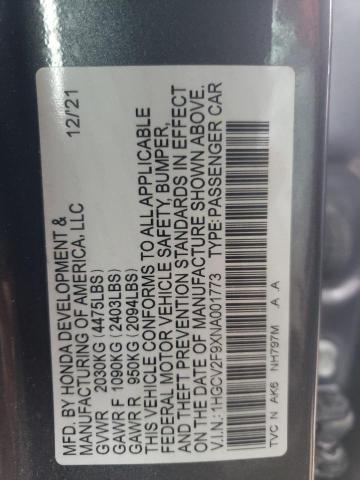 MFD. BY HONDA DEVELOPMENT &
MANUFACTURING OF AMERICA, LLC 12/21
GVWR 2030KG (4475LBS)
GAWR F 1090KG (2403LBS)
GAWR R 950KG (2094LBS)
THIS VEHICLE CONFORMS TO ALL APPLICABLE
FEDERAL MOTOR VEHICLE SAFETY, BUMPER,
AND THEFT PREVENTION STANDARDS IN EFFECT
ON THE DATE OF MANUFACTURE SHOWN ABOVE.
V.I.N.: 1HGCV2F9XNA001773 TYPE: PASSENGER CAR
TVC N AK6 NH797M A A